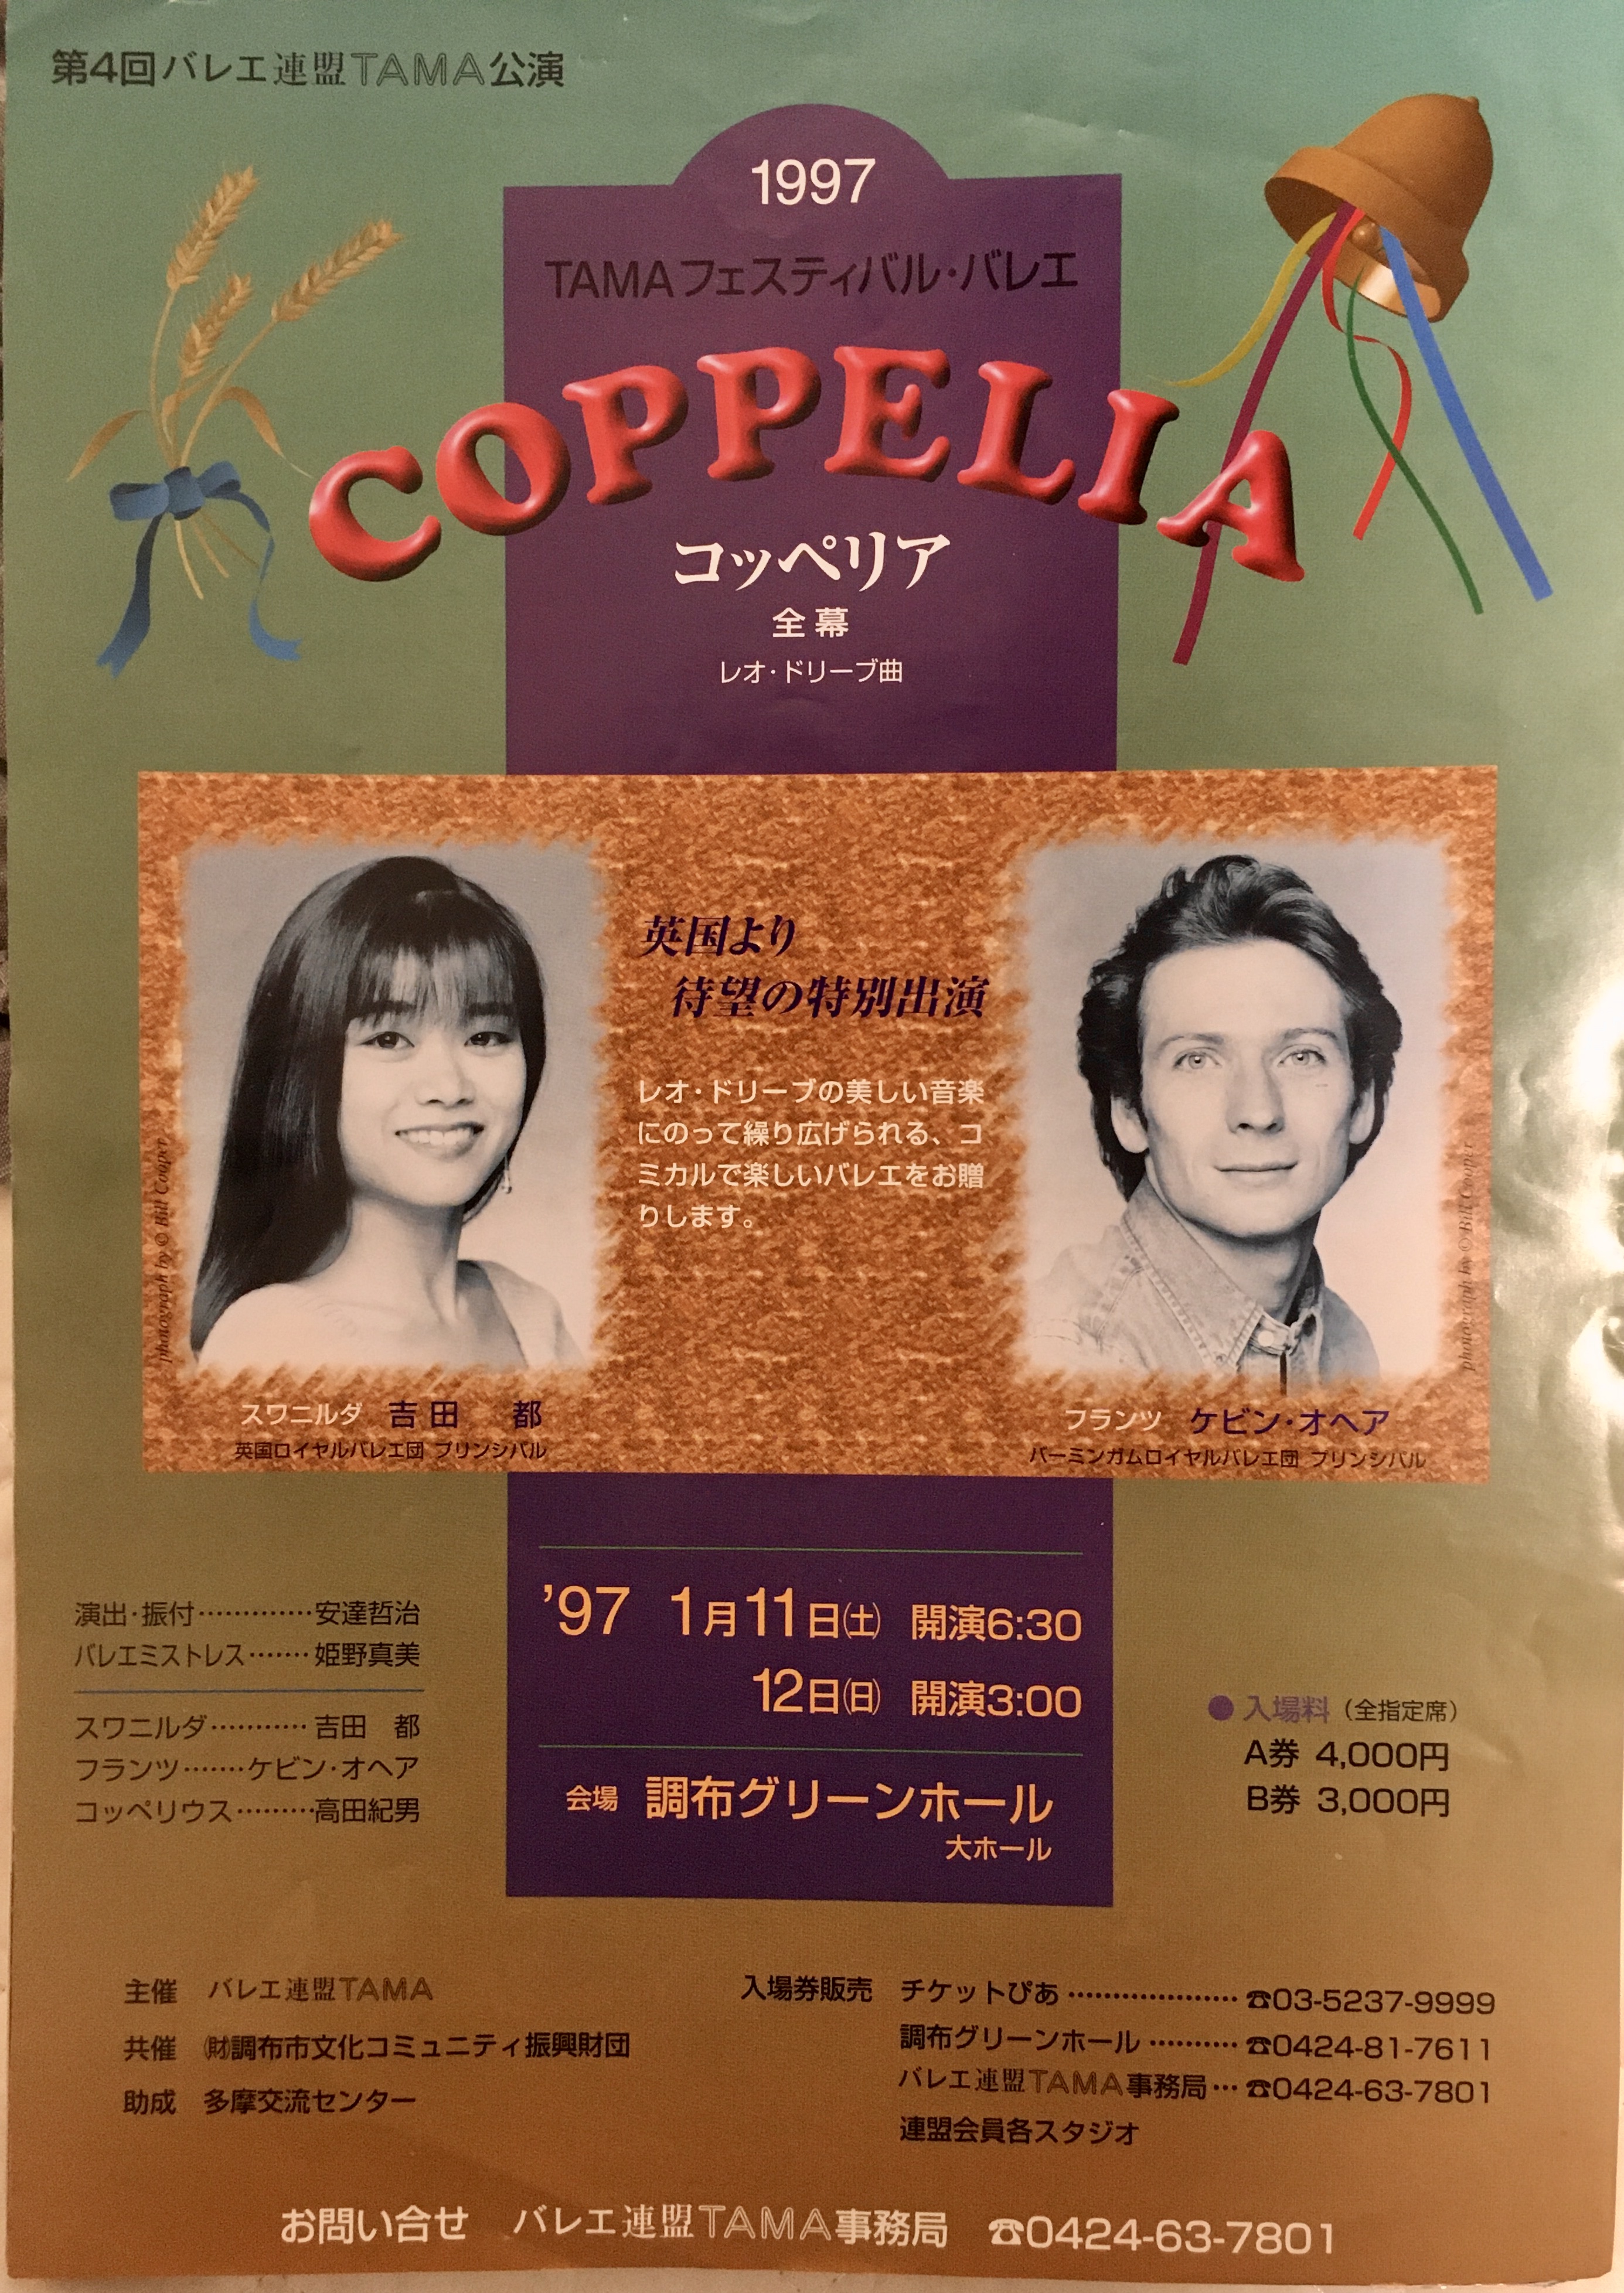 第4回バレエ連盟TAMA公演
1997
TAMAフェスティバル・バレエ
COPPELIA
コッペリア
全幕
レオ・ドリーブ曲
英国より
待望の特別出演
レオ・ドリーブの美しい音楽
にのって繰り広げられる、コ
ミカルで楽しいバレエをお贈
りします。
photograph by © Bill Cooper
photograph by © Bill Cooper
スワニルダ 吉田 都
英国ロイヤルバレエ団 プリンシパル
フランツ ケビン・オヘア
バーミンガムロイヤルバレエ団 プリンシパル
演出・振付‥‥‥‥‥安達哲治
バレエミストレス‥‥‥姫野真美
スワニルダ‥‥‥‥吉田 都
フランツ‥‥‥ケビン・オヘア
コッペリウス‥‥‥‥高田紀男
'97 1月11日㈯ 開演6:30
12日㈰ 開演3:00
会場 調布グリーンホール
大ホール
●入場料(全指定席)
A券 4,000円
B券 3,000円
主催 バレエ連盟TAMA
共催 ㈶調布市文化コミュニティ振興財団
助成 多摩交流センター
入場券販売 チケットぴあ‥‥‥‥‥‥‥☎03-5237-9999
調布グリーンホール‥‥‥‥☎0424-81-7611
バレエ連盟TAMA事務局…☎0424-63-7801
連盟会員各スタジオ
お問い合せ バレエ連盟TAMA事務局 ☎0424-63-7801